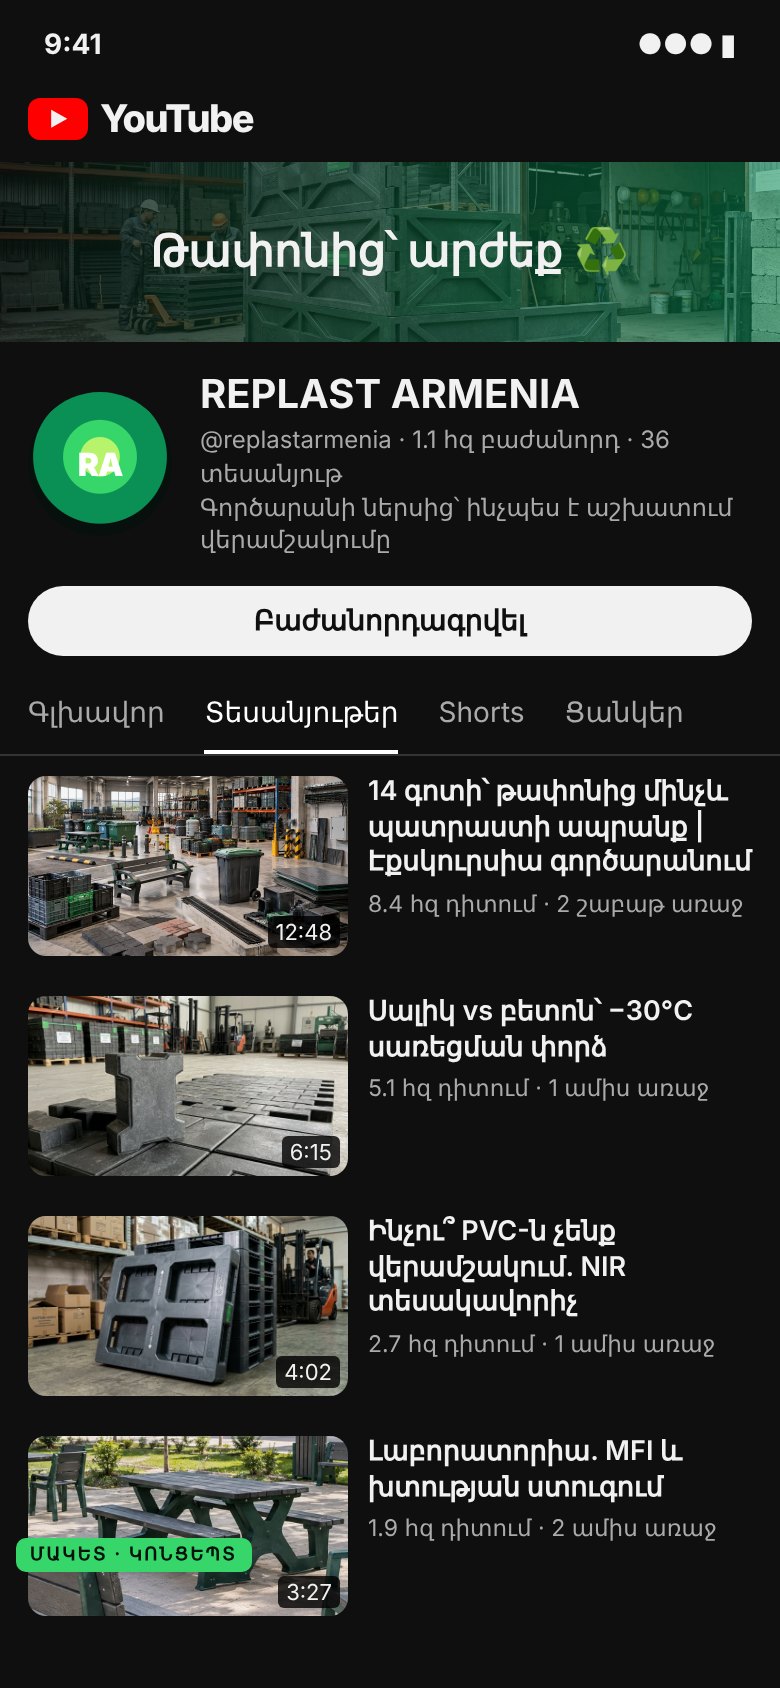 9:41
YouTube
Թափոնից՝ արժեք ♻️
RA
REPLAST ARMENIA
@replastarmenia · 1.1 հզ բաժանորդ · 36
տեսանյութ
Գործարանի ներսից՝ ինչպես է աշխատում
վերամշակումը
Բաժանորդագրվել
Գլխավոր Տեսանյութեր Shorts Ցանկեր
14 գոտի՝ թափոնից մինչև
պատրաստի ապրանք |
Էքսկուրսիա գործարանում
8.4 հզ դիտում · 2 շաբաթ առաջ
12:48
Սալիկ vs բետոն՝ −30°C
սառեցման փորձ
5.1 հզ դիտում · 1 ամիս առաջ
6:15
Ինչու՞ PVC-ն չենք
վերամշակում. NIR
տեսակավորիչ
2.7 հզ դիտում · 1 ամիս առաջ
4:02
Լաբորատորիա. MFI և
խտության ստուգում
1.9 հզ դիտում · 2 ամիս առաջ
ՄԱԿԵՏ · ԿՈՆՑԵՊՏ
3:27